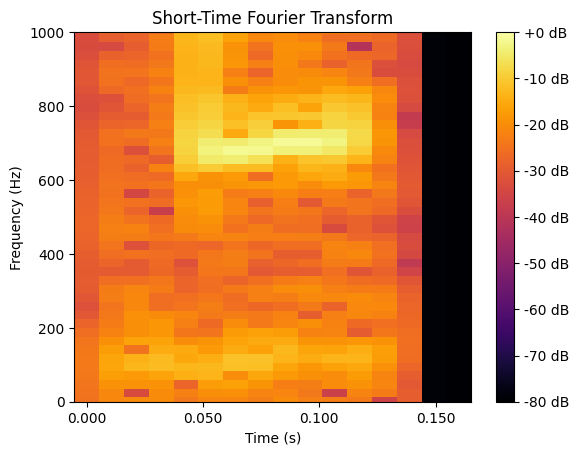 Short-Time Fourier Transform
Frequency (Hz)
1000
800
600
400
200
0
0.000
0.050
0.100
0.150
Time (s)
+0 dB
-10 dB
-20 dB
-30 dB
-40 dB
-50 dB
-60 dB
-70 dB
-80 dB